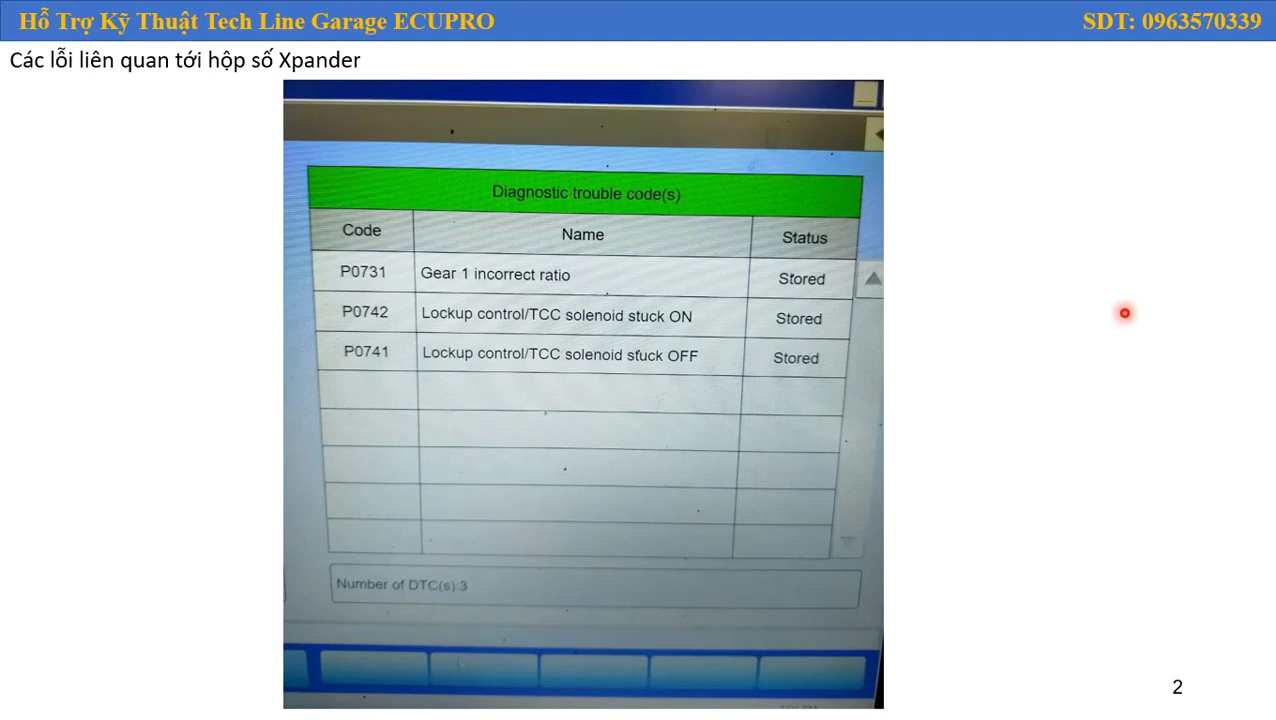 Hỗ Trợ Kỹ Thuật Tech Line Garage ECUPRO SDT: 0963570339
Các lỗi liên quan tới hộp số Xpander
Diagnostic trouble code(s)
Code Name Status
P0731 Gear 1 incorrect ratio Stored
P0742 Lockup control/TCC solenoid stuck ON Stored
P0741 Lockup control/TCC solenoid stuck OFF Stored
Number of DTC(s):3
2